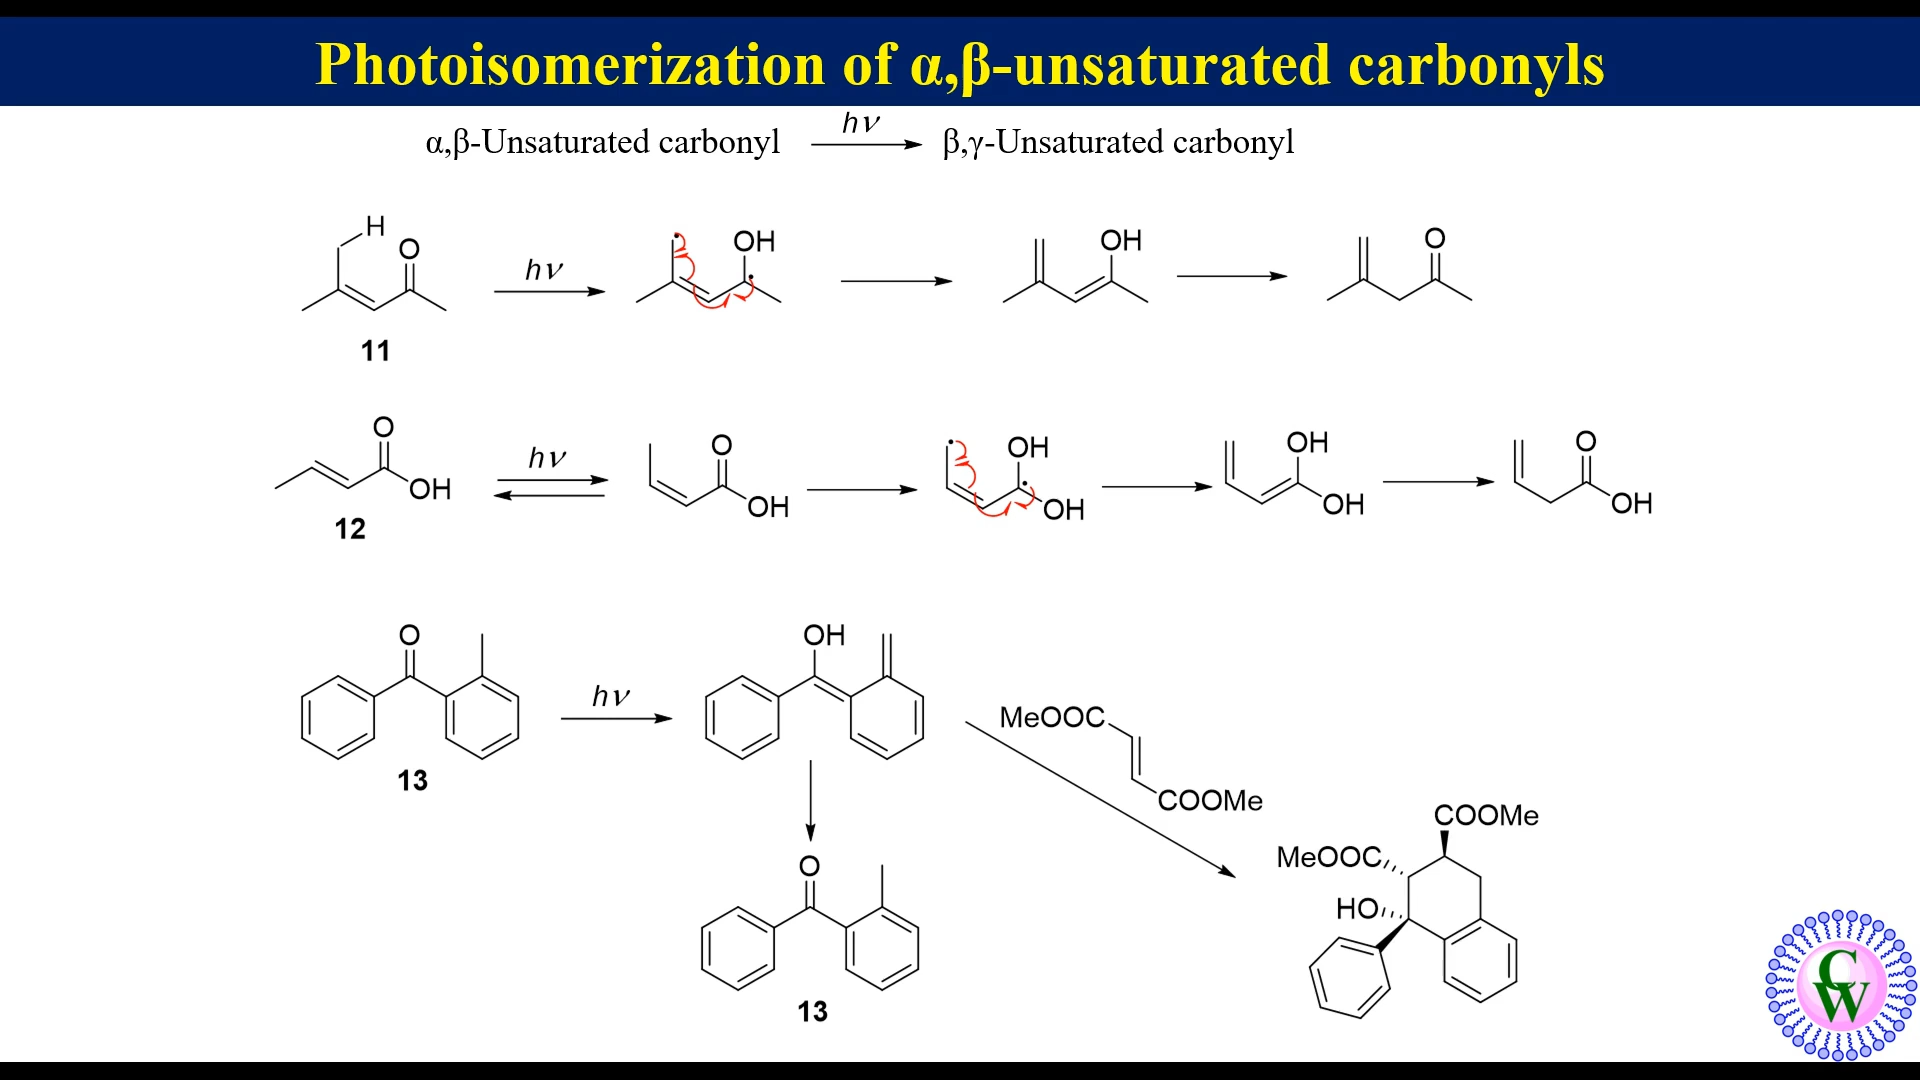 Photoisomerization of α,β-unsaturated carbonyls
α,β-Unsaturated carbonyl hν β,γ-Unsaturated carbonyl
H
O
hν
OH
OH
O
11
O
OH
hν
O
OH
OH
OH
OH
OH
O
OH
12
O
hν
OH
MeOOC
COOMe
13
O
13
COOMe
MeOOC
HO
CW